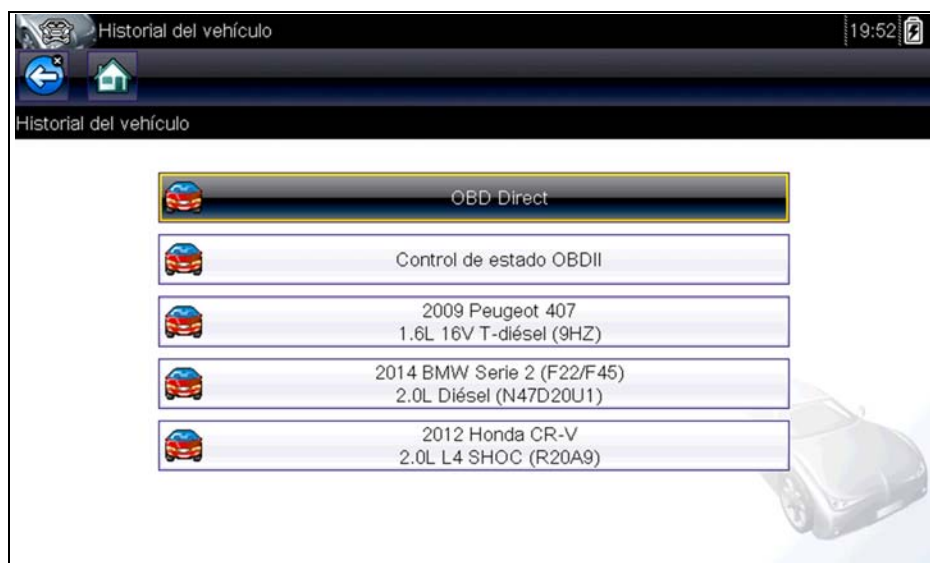 Historial del vehículo
19:52
Historial del vehículo
OBD Direct
Control de estado OBDII
2009 Peugeot 407
1.6L 16V T-diésel (9HZ)
2014 BMW Serie 2 (F22/F45)
2.0L Diésel (N47D20U1)
2012 Honda CR-V
2.0L L4 SHOC (R20A9)